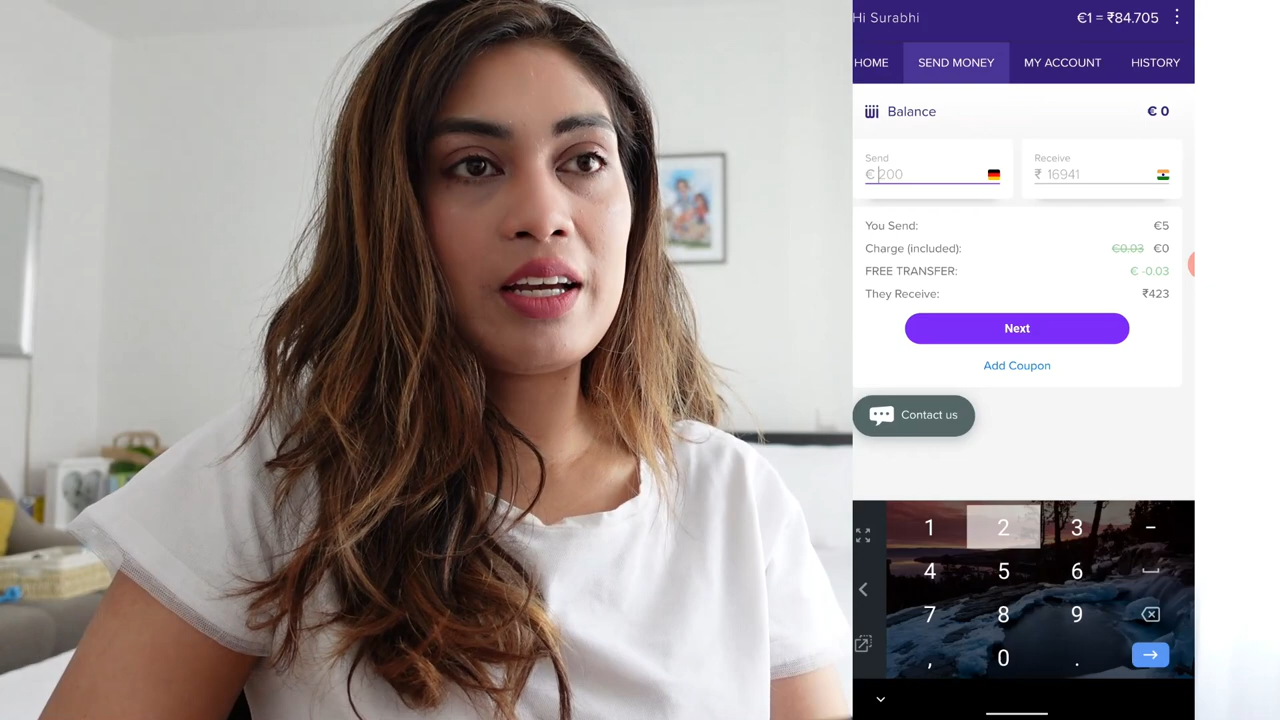 Hi Surabhi €1 = ₹84.705
HOME SEND MONEY MY ACCOUNT HISTORY
Balance € 0
Send Receive
€ 200 ₹ 16941
You Send: €5
Charge (included): €0.03 €0
FREE TRANSFER: € -0.03
They Receive: ₹423
Next
Add Coupon
Contact us
1 2 3 -
4 5 6
7 8 9
, 0 .